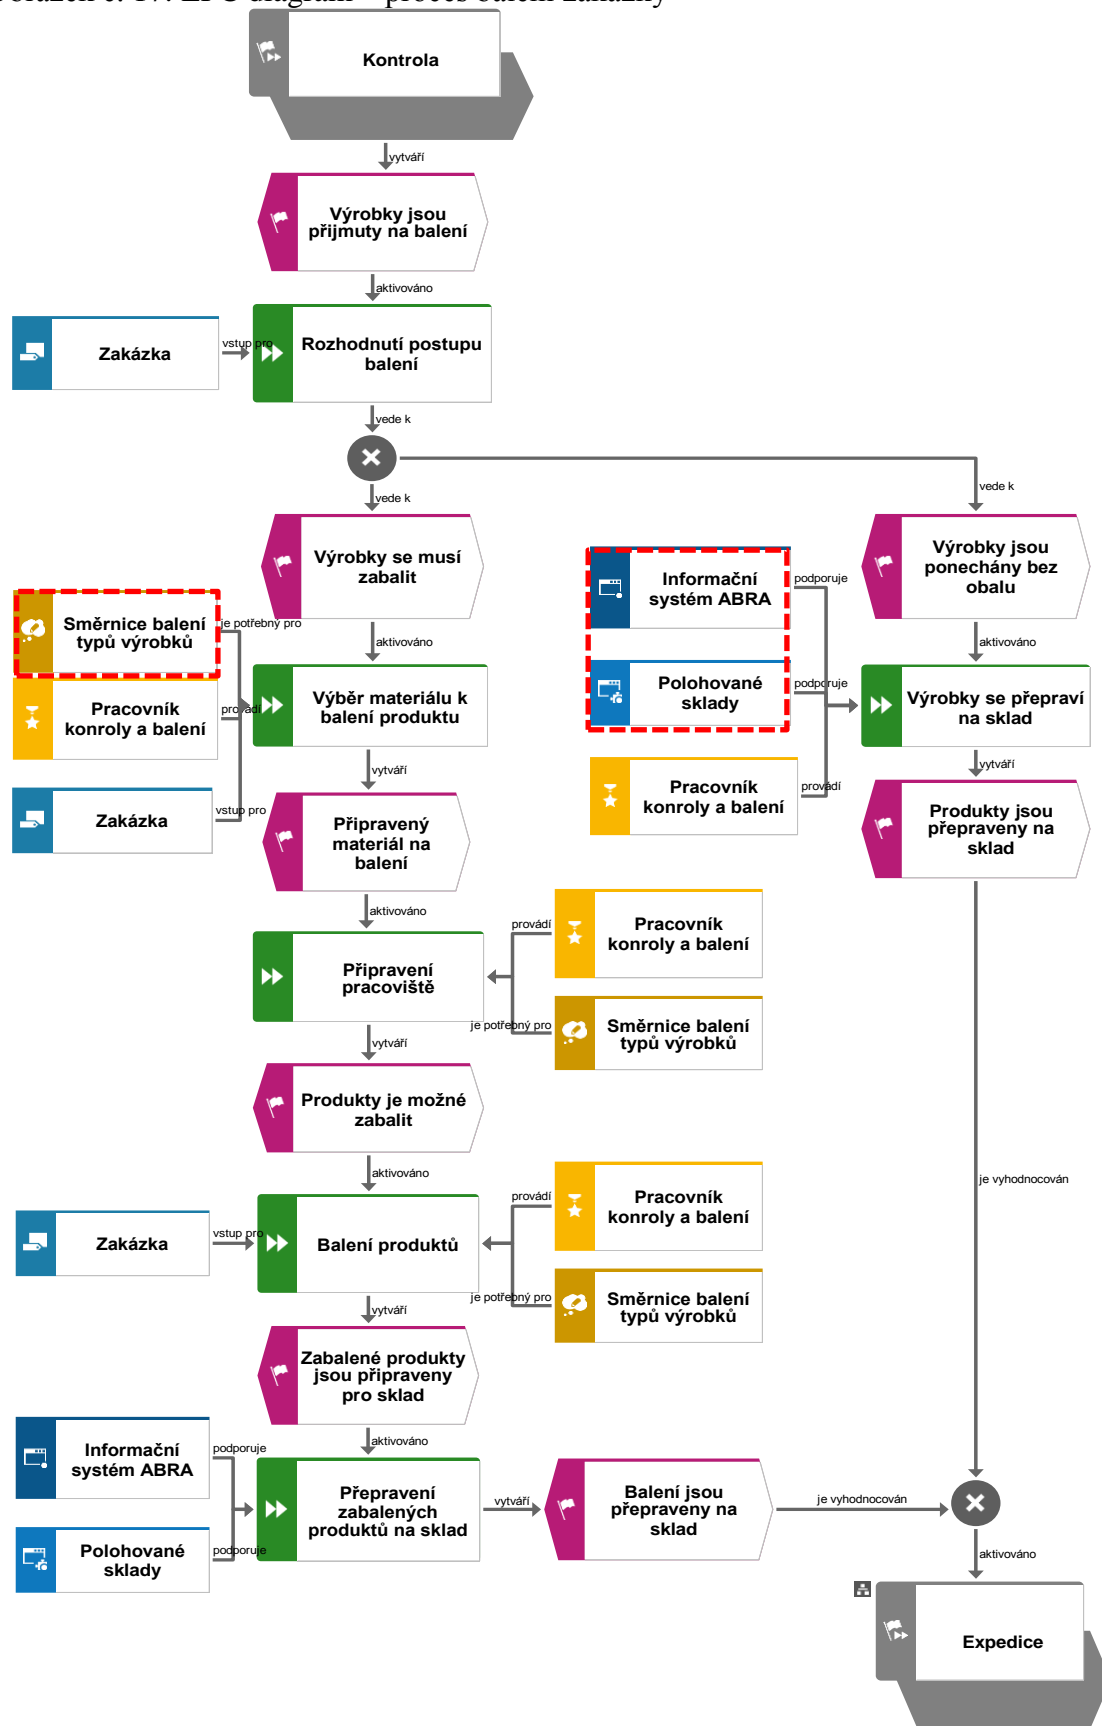 Kontrola
vytváří
Výrobky jsou
přijmuty na balení
aktivováno
Zakázka
vstup pro
Rozhodnutí postupu
balení
vede k
vede k
vede k
Výrobky se musí
zabalit
Informační
systém ABRA
podporuje
Výrobky jsou
ponechány bez
obalu
Směrnice balení
typů výrobků
je potřebný pro
aktivováno
aktivováno
Pracovník
konroly a balení
provádí
Výběr materiálu k
balení produktu
Polohované
sklady
podporuje
Výrobky se přepraví
na sklad
vytváří
vytváří
Zakázka
vstup pro
Připravený
materiál na
balení
Pracovník
konroly a balení
provádí
Produkty jsou
přepraveny na
sklad
aktivováno
provádí
Pracovník
konroly a balení
Připravení
pracoviště
je potřebný pro
Směrnice balení
typů výrobků
vytváří
Produkty je možné
zabalit
aktivováno
je vyhodnocován
provádí
Pracovník
konroly a balení
Zakázka
vstup pro
Balení produktů
je potřebný pro
Směrnice balení
typů výrobků
vytváří
Zabalené produkty
jsou připraveny
pro sklad
aktivováno
Informační
systém ABRA
podporuje
Přepravení
zabalených
produktů na sklad
vytváří
Balení jsou
přepraveny na
sklad
je vyhodnocován
Polohované
sklady
podporuje
aktivováno
Expedice